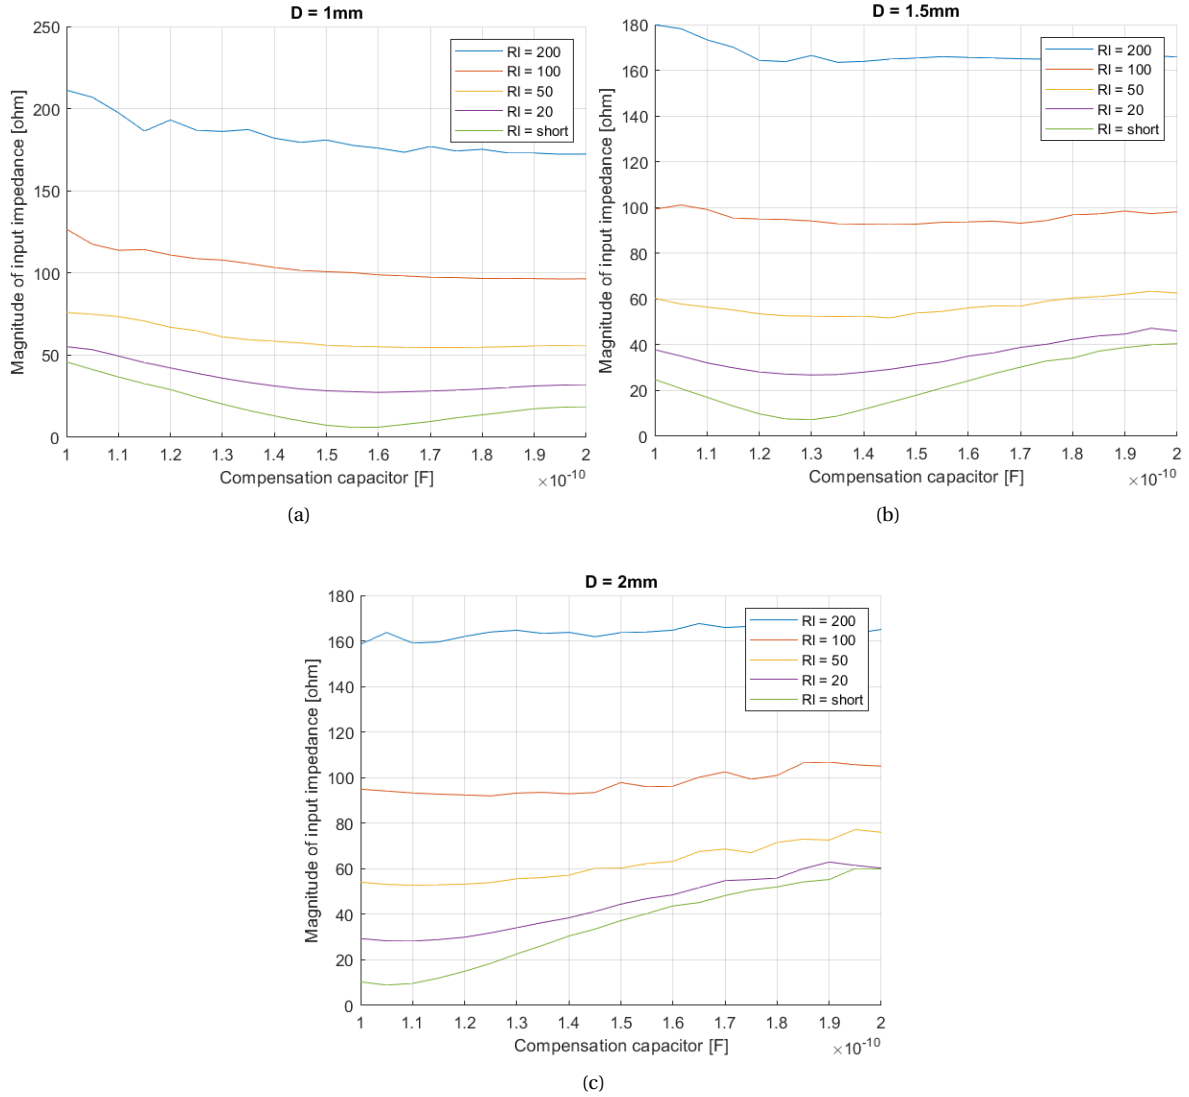 D = 1mm
250
200
150
100
50
0
Magnitude of input impedance [ohm]
Rl = 200
Rl = 100
Rl = 50
Rl = 20
Rl = short
1 1.1 1.2 1.3 1.4 1.5 1.6 1.7 1.8 1.9 2
Compensation capacitor [F]
×10⁻¹⁰
(a)
D = 1.5mm
180
160
140
120
100
80
60
40
20
0
Magnitude of input impedance [ohm]
Rl = 200
Rl = 100
Rl = 50
Rl = 20
Rl = short
1 1.1 1.2 1.3 1.4 1.5 1.6 1.7 1.8 1.9 2
Compensation capacitor [F]
×10⁻¹⁰
(b)
D = 2mm
180
160
140
120
100
80
60
40
20
0
Magnitude of input impedance [ohm]
Rl = 200
Rl = 100
Rl = 50
Rl = 20
Rl = short
1 1.1 1.2 1.3 1.4 1.5 1.6 1.7 1.8 1.9 2
Compensation capacitor [F]
×10⁻¹⁰
(c)